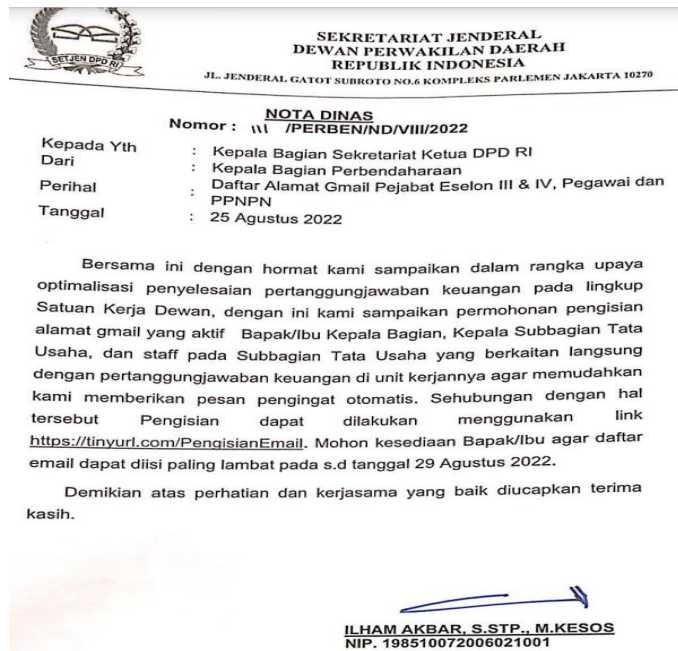 SETJEN DPD RI
SEKRETARIAT JENDERAL
DEWAN PERWAKILAN DAERAH
REPUBLIK INDONESIA
JL. JENDERAL GATOT SUBROTO NO.6 KOMPLEKS PARLEMEN JAKARTA 10270
NOTA DINAS
Nomor : 111 /PERBEN/ND/VIII/2022
Kepada Yth : Kepala Bagian Sekretariat Ketua DPD RI
Dari : Kepala Bagian Perbendaharaan
Perihal : Daftar Alamat Gmail Pejabat Eselon III & IV, Pegawai dan
PPNPN
Tanggal : 25 Agustus 2022
Bersama ini dengan hormat kami sampaikan dalam rangka upaya
optimalisasi penyelesaian pertanggungjawaban keuangan pada lingkup
Satuan Kerja Dewan, dengan ini kami sampaikan permohonan pengisian
alamat gmail yang aktif Bapak/Ibu Kepala Bagian, Kepala Subbagian Tata
Usaha, dan staff pada Subbagian Tata Usaha yang berkaitan langsung
dengan pertanggungjawaban keuangan di unit kerjannya agar memudahkan
kami memberikan pesan pengingat otomatis. Sehubungan dengan hal
tersebut Pengisian dapat dilakukan menggunakan link
https://tinyurl.com/PengisianEmail. Mohon kesediaan Bapak/Ibu agar daftar
email dapat diisi paling lambat pada s.d tanggal 29 Agustus 2022.
Demikian atas perhatian dan kerjasama yang baik diucapkan terima
kasih.
ILHAM AKBAR, S.STP., M.KESOS
NIP. 198510072006021001